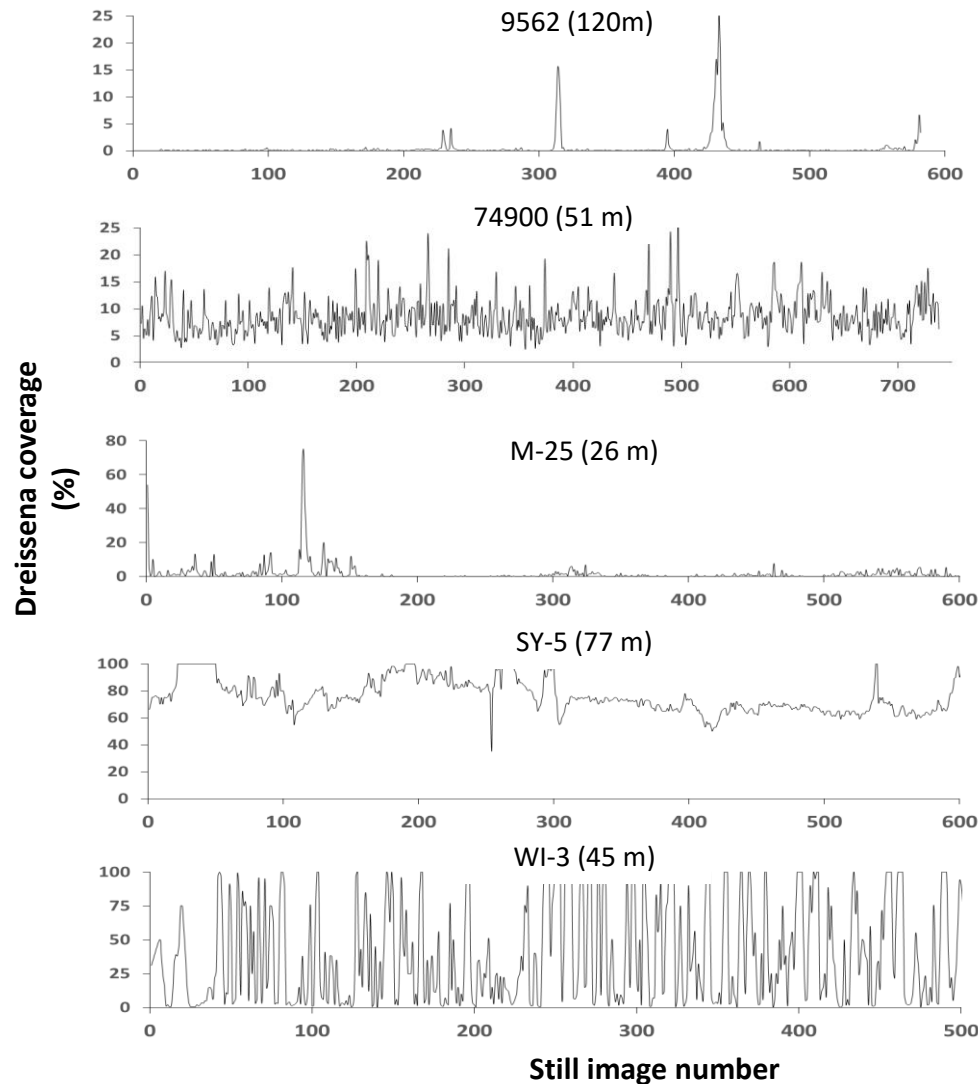 9562 (120m)
25
20
15
10
5
0
0 100 200 300 400 500 600
74900 (51 m)
25
20
15
10
5
0
0 100 200 300 400 500 600 700
M-25 (26 m)
80
60
40
20
0
0 100 200 300 400 500 600
Dreissena coverage
(%)
SY-5 (77 m)
100
80
60
40
20
0
0 100 200 300 400 500 600
WI-3 (45 m)
100
75
50
25
0
0 100 200 300 400 500
Still image number